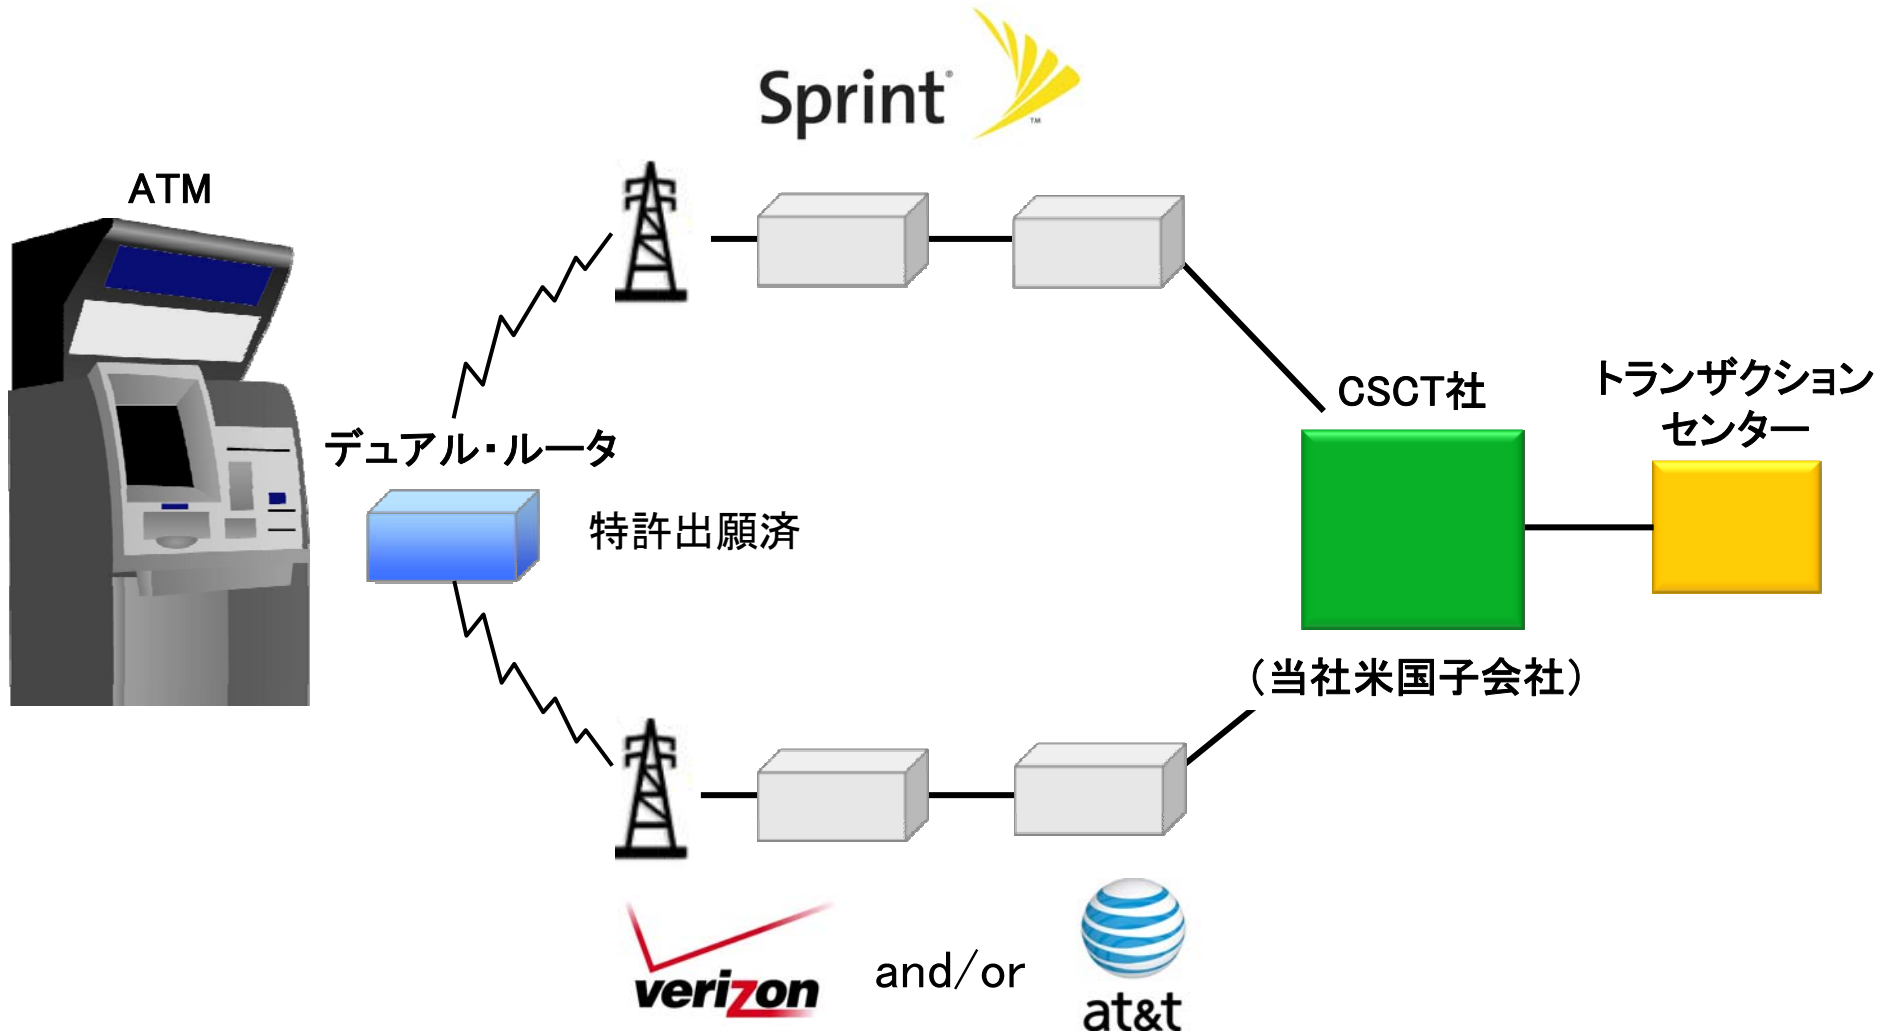 Sprint® ™
ATM
デュアル・ルータ
特許出願済
CSCT社
(当社米国子会社)
トランザクション
センター
verizon
and/or
at&t